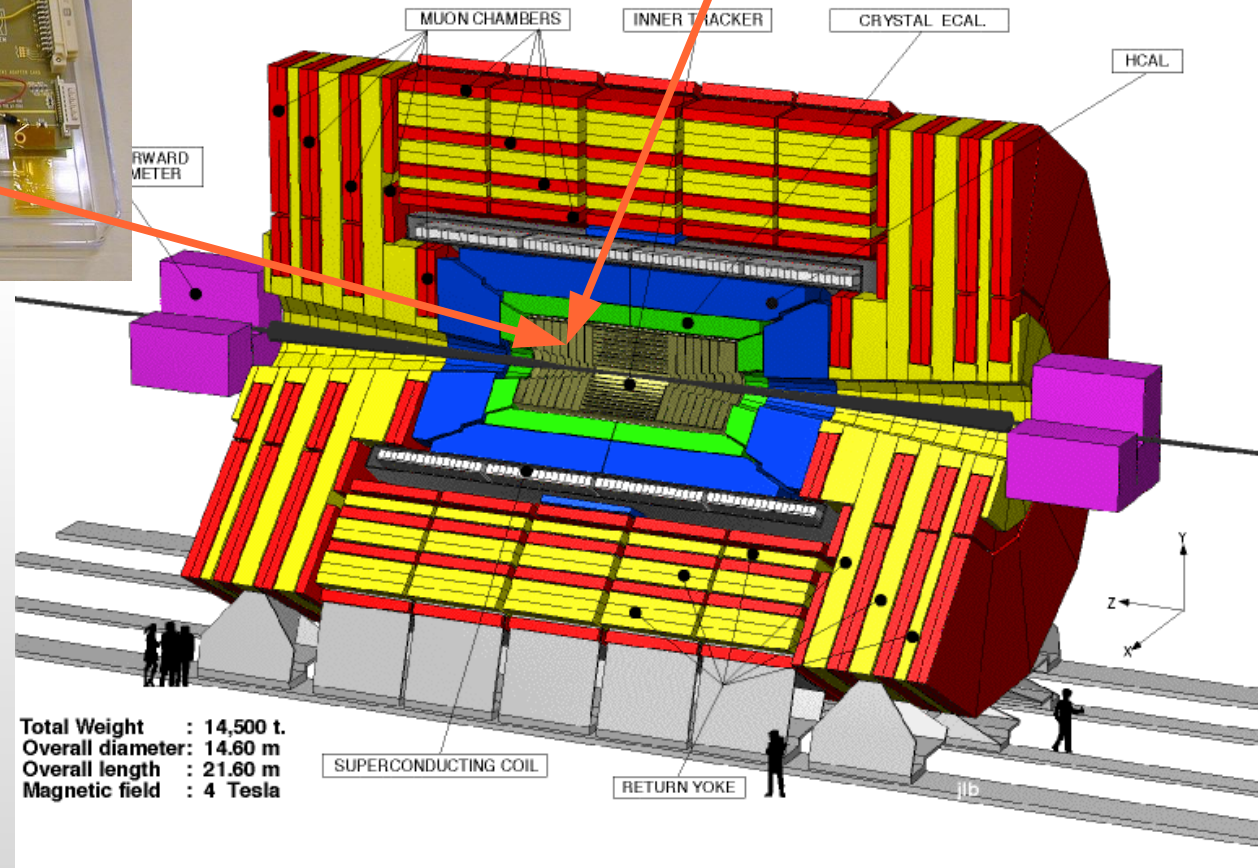 MUON CHAMBERS
INNER TRACKER
CRYSTAL ECAL.
HCAL
RWARD
METER
Y
Z
X
Total Weight : 14,500 t.
Overall diameter: 14.60 m
Overall length : 21.60 m
Magnetic field : 4 Tesla
SUPERCONDUCTING COIL
RETURN YOKE
jlb